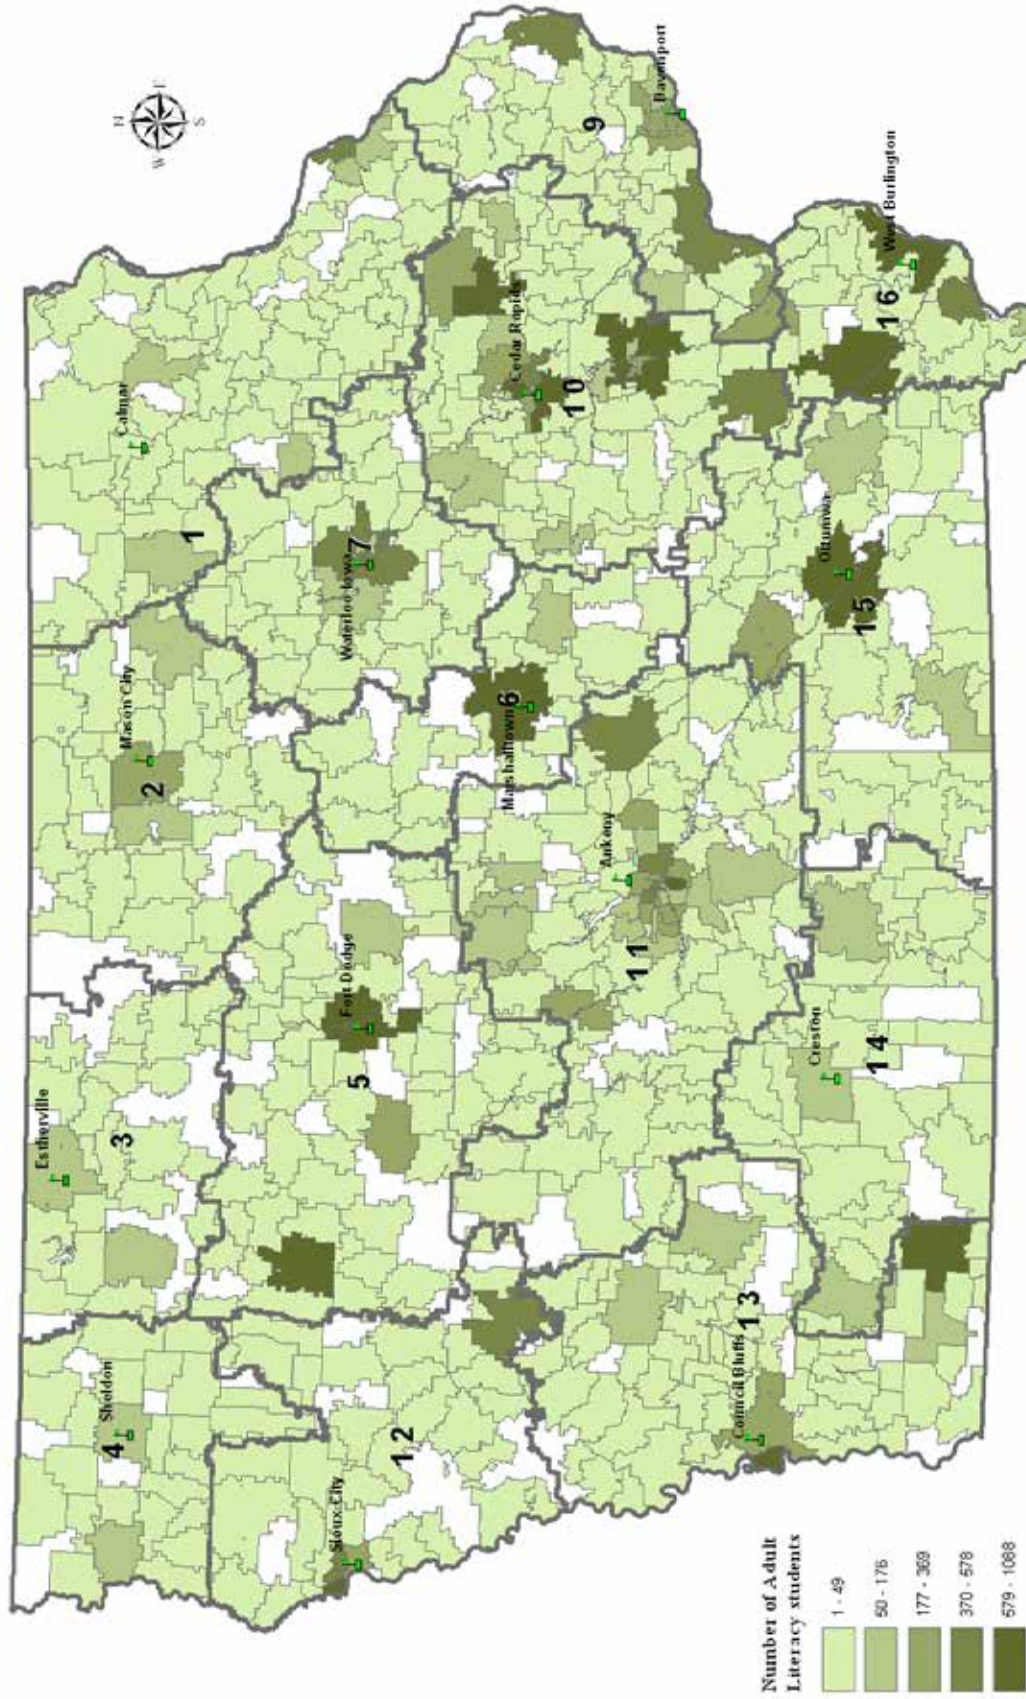 N
W
E
S
Estherville
3
Mason City
2
Calmar
1
4
Sheldon
Fort Dodge
5
Waterloo Iowa
7
Sioux City
12
Marshalltown
6
Cedar Rapids
10
9
Davenport
Ankeny
11
Council Bluffs
13
Creston
14
Ottumwa
15
West Burlington
16
Number of Adult
Literacy students
1 - 49
50 - 176
177 - 369
370 - 578
579 - 1088